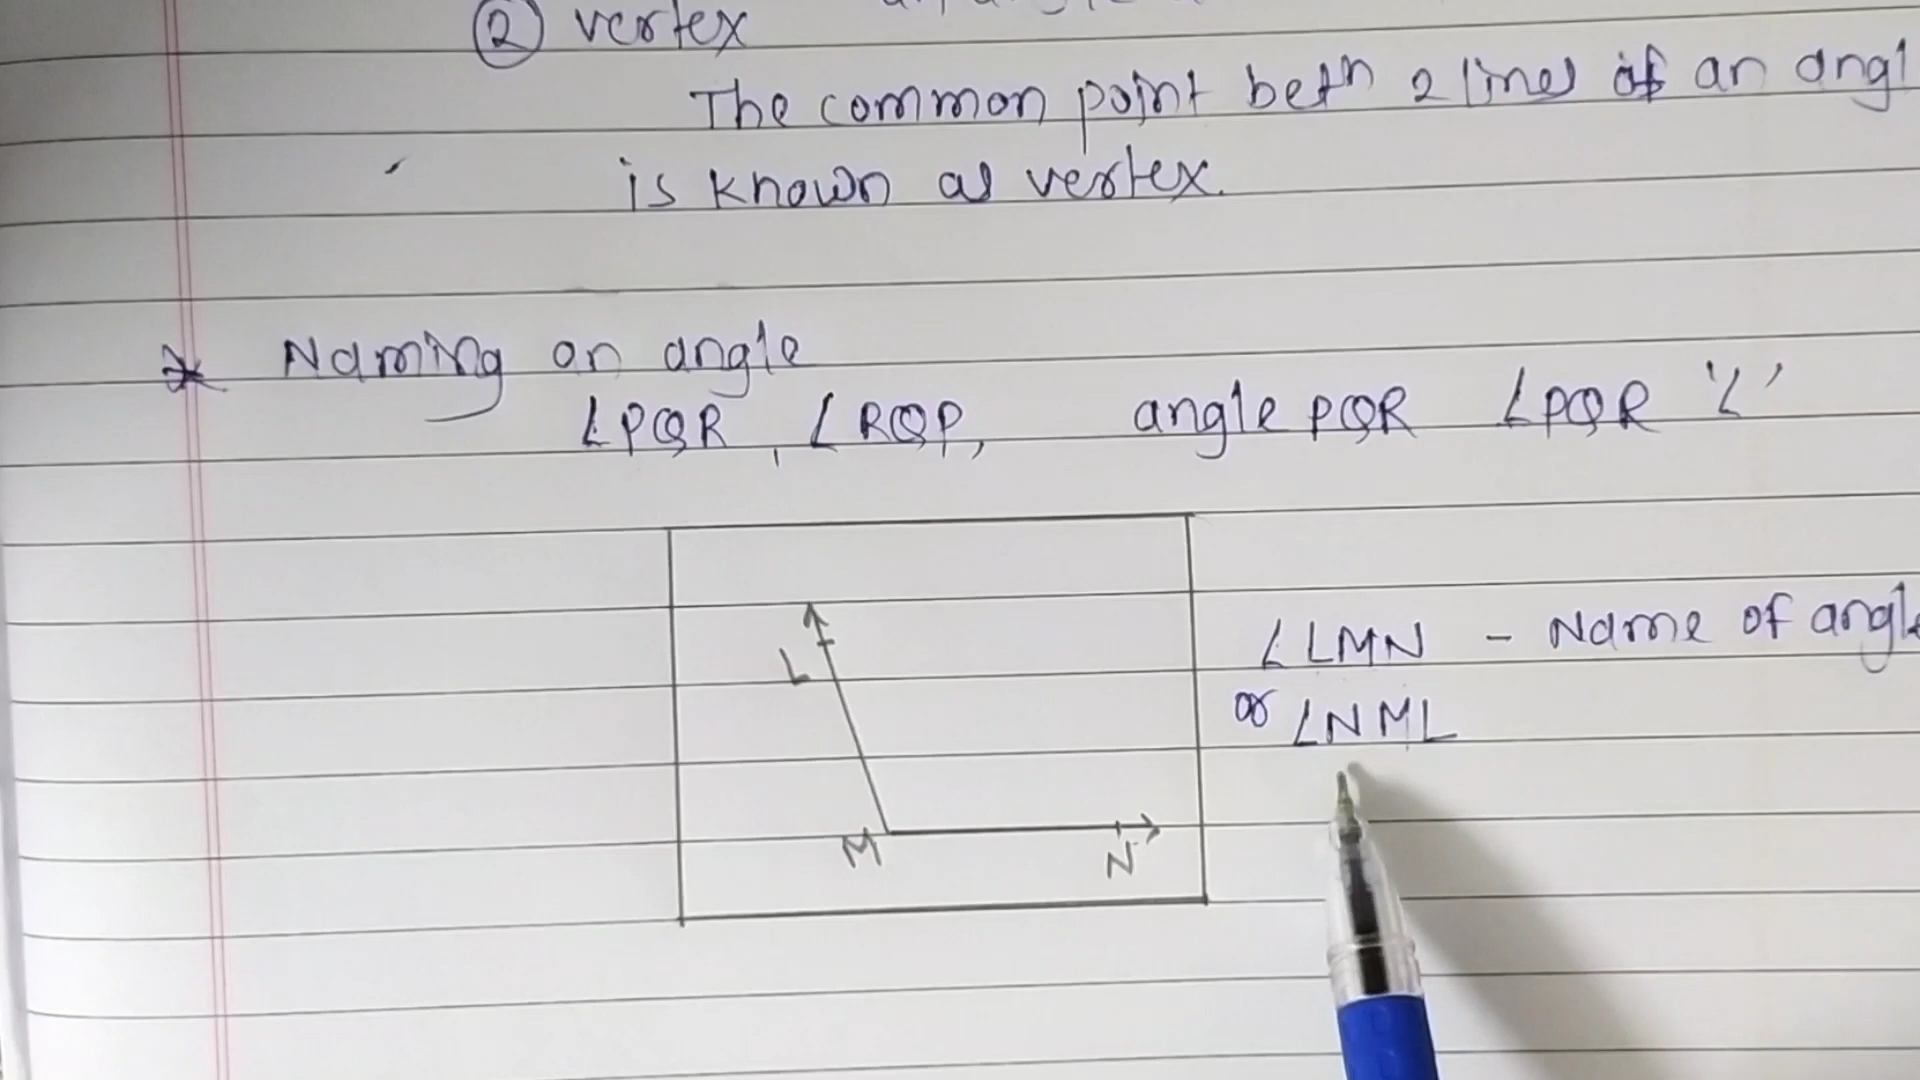 ② vertex
The common point betn 2 lines of an angl
is known as vertex.
* Naming an angle
∠PQR, ∠RQP, angle PQR ∠PQR '∠'
L
∠LMN - Name of angle
or ∠NML
M
N